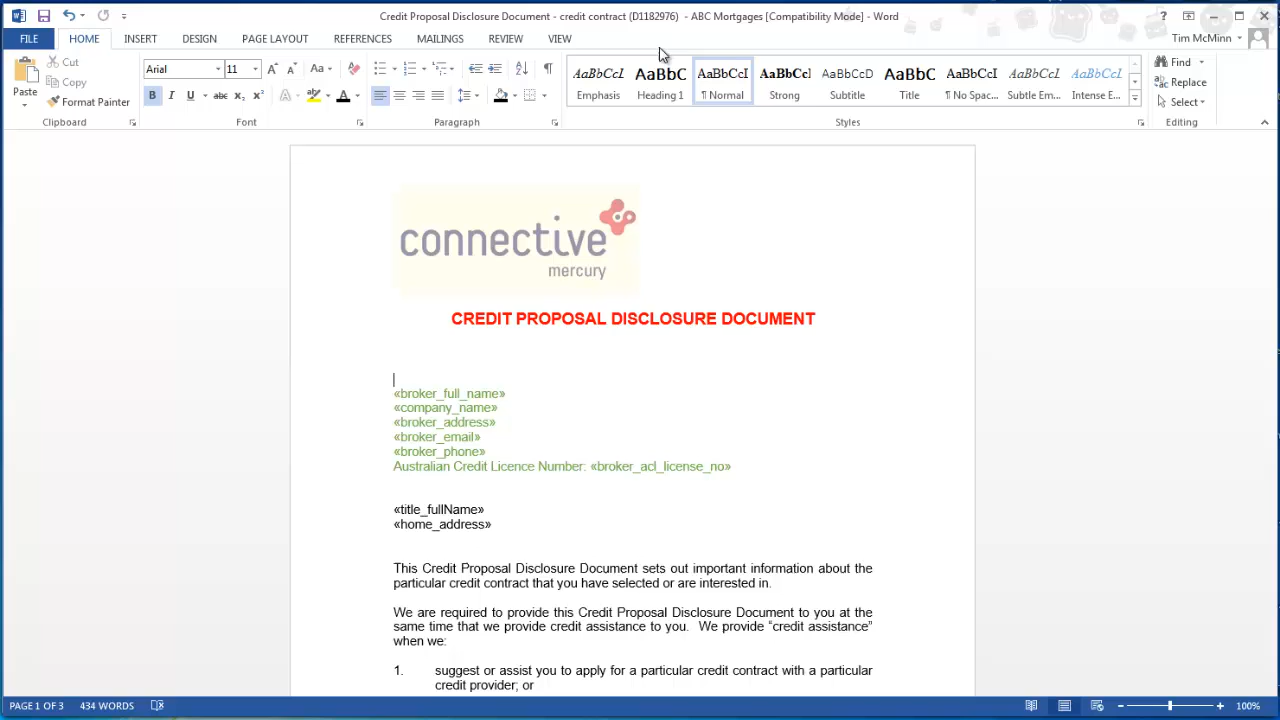 Credit Proposal Disclosure Document - credit contract (D1182976) - ABC Mortgages [Compatibility Mode] - Word
FILE HOME INSERT DESIGN PAGE LAYOUT REFERENCES MAILINGS REVIEW VIEW Tim McMinn
Paste
Cut
Copy
Format Painter
Clipboard
Arial 11
Font
Paragraph
AaBbCcI AaBbC AaBbCcI AaBbCcI AaBbCcD AaBbC AaBbCcI AaBbCcI AaBbCcI
Emphasis Heading 1 ¶ Normal Strong Subtitle Title ¶ No Spac... Subtle Em... Intense E...
Styles
Find
Replace
Select
Editing
connective
mercury
CREDIT PROPOSAL DISCLOSURE DOCUMENT
«broker_full_name»
«company_name»
«broker_address»
«broker_email»
«broker_phone»
Australian Credit Licence Number: «broker_acl_license_no»
«title_fullName»
«home_address»
This Credit Proposal Disclosure Document sets out important information about the
particular credit contract that you have selected or are interested in.
We are required to provide this Credit Proposal Disclosure Document to you at the
same time that we provide credit assistance to you. We provide “credit assistance”
when we:
1. suggest or assist you to apply for a particular credit contract with a particular
credit provider; or
PAGE 1 OF 3 434 WORDS 100%